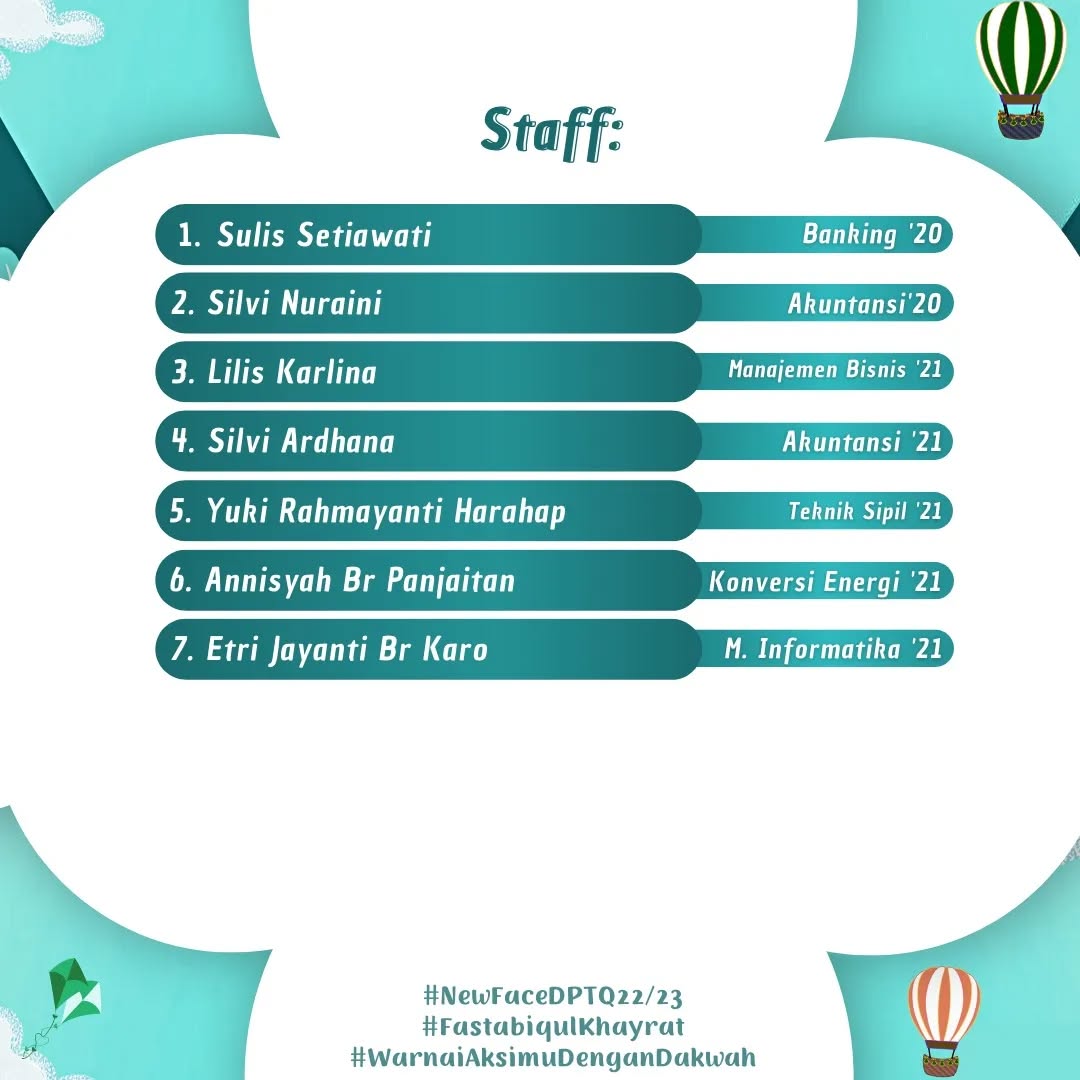 Staff:
1. Sulis Setiawati Banking '20
2. Silvi Nuraini Akuntansi'20
3. Lilis Karlina Manajemen Bisnis '21
4. Silvi Ardhana Akuntansi '21
5. Yuki Rahmayanti Harahap Teknik Sipil '21
6. Annisyah Br Panjaitan Konversi Energi '21
7. Etri Jayanti Br Karo M. Informatika '21
#NewFaceDPTQ22/23
#FastabiqulKhayrat
#WarnaiAksimuDenganDakwah